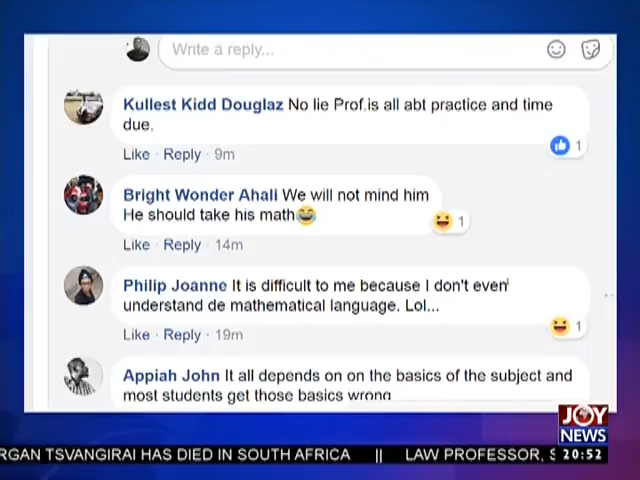 Write a reply...
Kullest Kidd Douglaz No lie Prof.is all abt practice and time
due.
Like · Reply · 9m
1
Bright Wonder Ahali We will not mind him
He should take his math😂
1
Like · Reply · 14m
Philip Joanne It is difficult to me because I don't even
understand de mathematical language. Lol...
1
Like · Reply · 19m
Appiah John It all depends on on the basics of the subject and
most students get those basics wrong
JOY
NEWS
RGAN TSVANGIRAI HAS DIED IN SOUTH AFRICA || LAW PROFESSOR, S
20:52